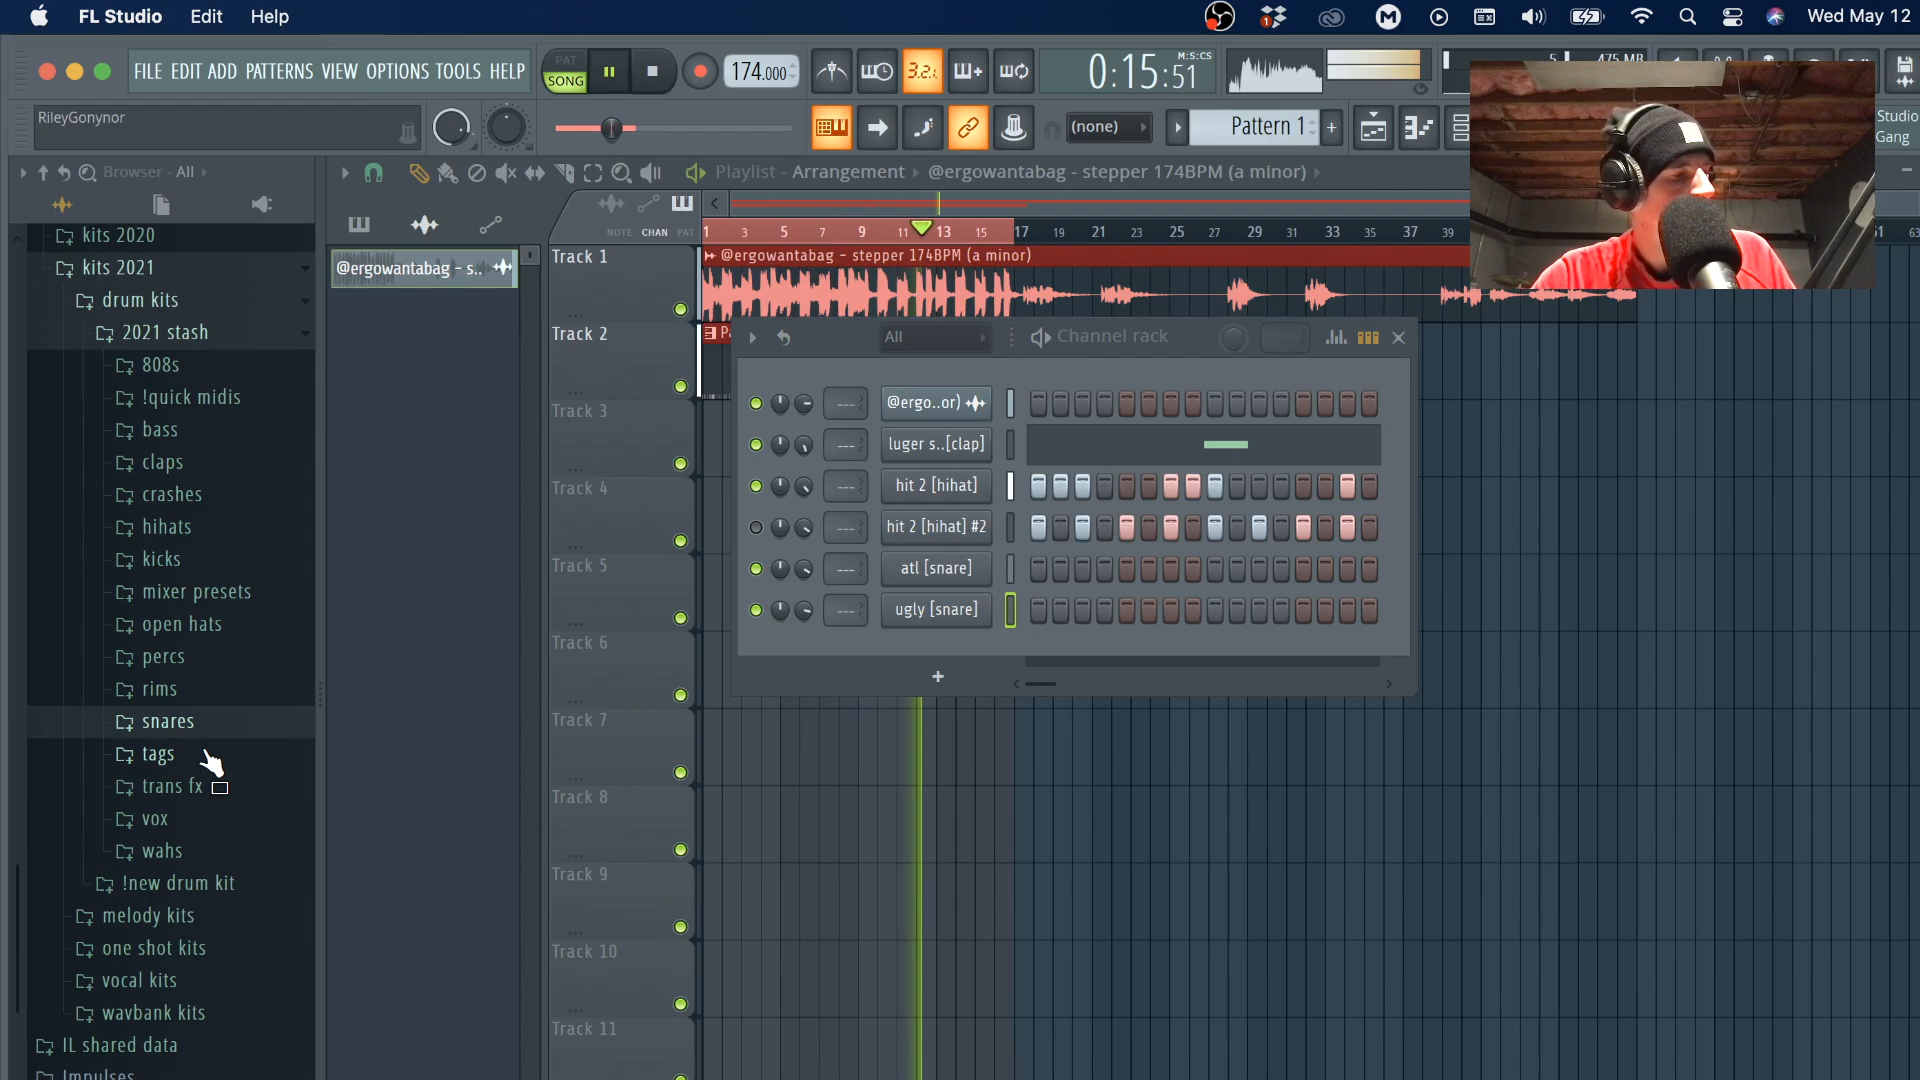 FL Studio Edit Help
Wed May 12
FILE EDIT ADD PATTERNS VIEW OPTIONS TOOLS HELP
PAT
SONG
174.000
3.2.
0:15:51
M:S:CS
5
475 MB
RileyGonynor
(none)
Pattern 1
Studio
Gang
Browser - All
Playlist - Arrangement
@ergowantabag - stepper 174BPM (a minor)
NOTE CHAN PAT
1 3 5 7 9 11 13 15 17 19 21 23 25 27 29 31 33 35 37 39
51 63
kits 2020
kits 2021
drum kits
2021 stash
808s
!quick midis
bass
claps
crashes
hihats
kicks
mixer presets
open hats
percs
rims
snares
tags
trans fx
vox
wahs
!new drum kit
melody kits
one shot kits
vocal kits
wavbank kits
IL shared data
Impulses
@ergowantabag - s..
Track 1
@ergowantabag - stepper 174BPM (a minor)
Track 2
Track 3
Track 4
Track 5
Track 6
Track 7
Track 8
Track 9
Track 10
Track 11
All
Channel rack
@ergo..or)
luger s..[clap]
hit 2 [hihat]
hit 2 [hihat] #2
atl [snare]
ugly [snare]